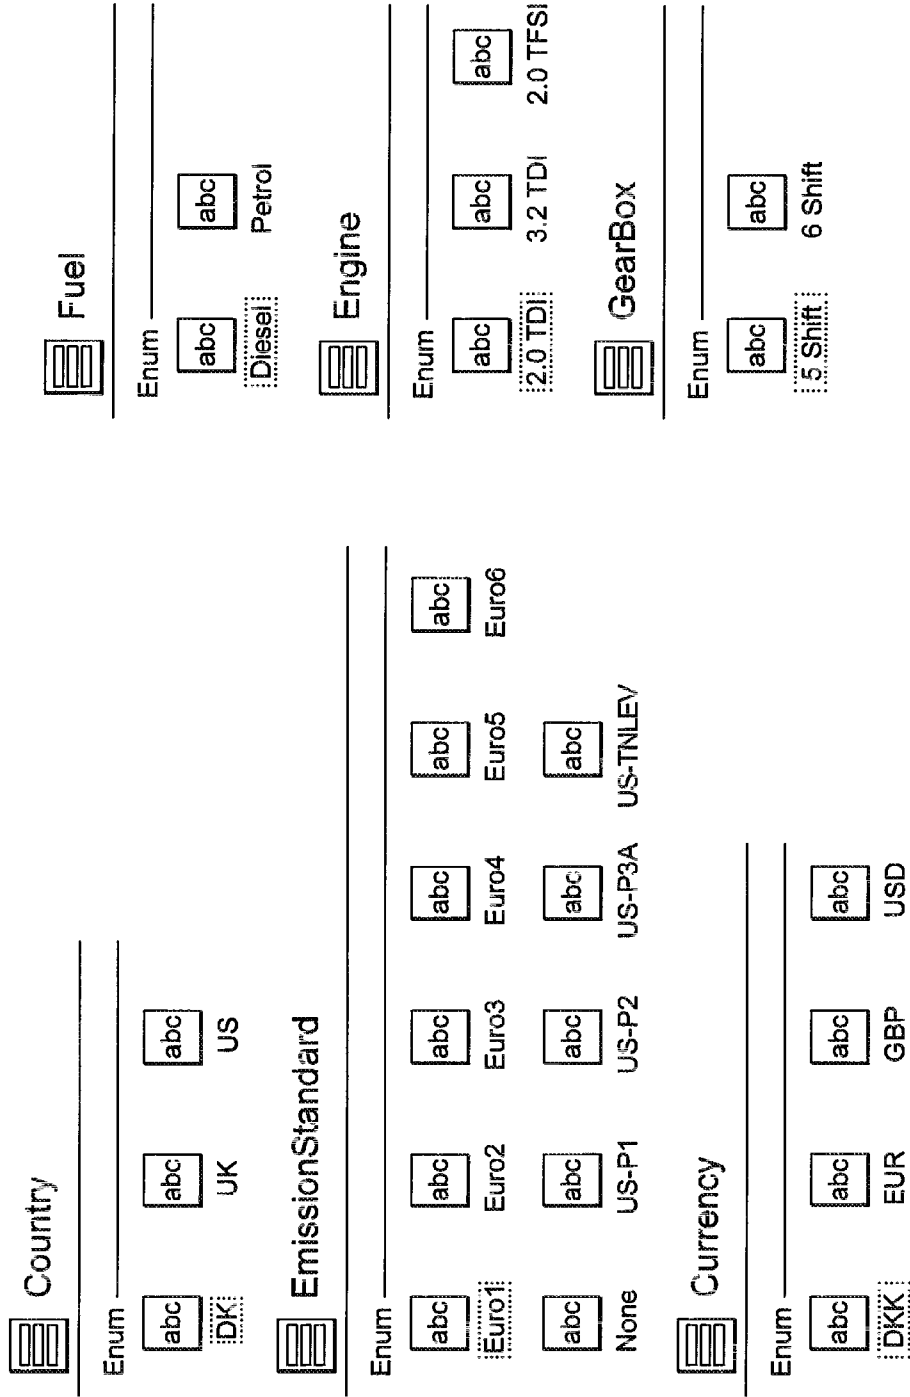 Country
Enum
abc abc abc
DK UK US
EmissionStandard
Enum
abc abc abc abc abc abc
Euro1 Euro2 Euro3 Euro4 Euro5 Euro6
abc abc abc abc abc
None US-P1 US-P2 US-P3A US-TNLEV
Currency
Enum
abc abc abc abc
DKK EUR GBP USD
Fuel
Enum
abc abc
Diesel Petrol
Engine
Enum
abc abc abc
2.0 TDI 3.2 TDI 2.0 TFSI
GearBox
Enum
abc abc
5 Shift 6 Shift